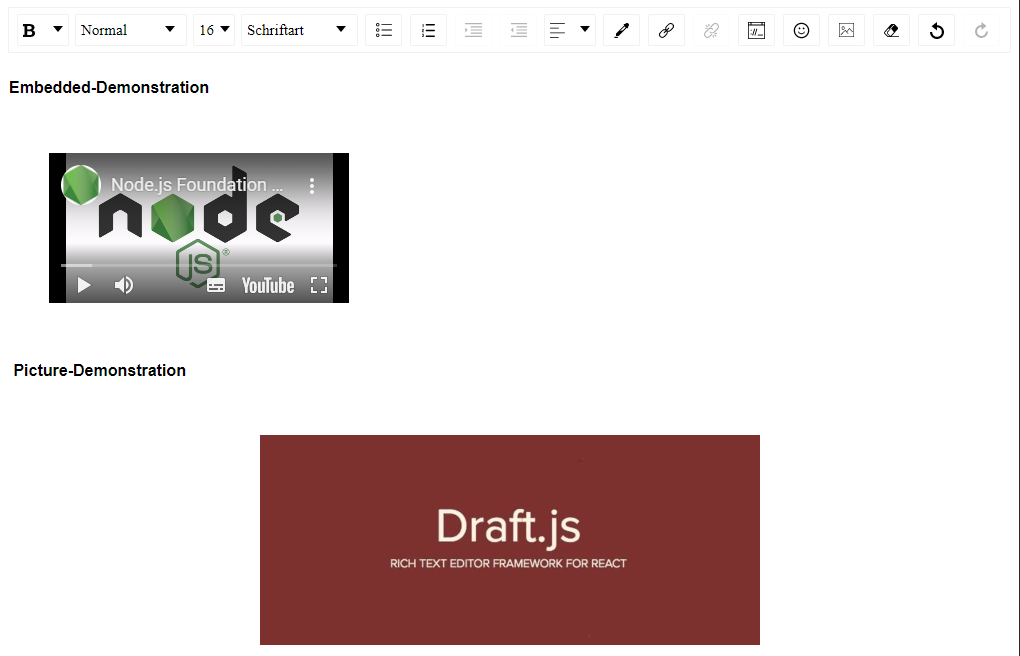 B Normal 16 Schriftart
Embedded-Demonstration
Node.js Foundation ...
node
JS®
YouTube
Picture-Demonstration
Draft.js
RICH TEXT EDITOR FRAMEWORK FOR REACT